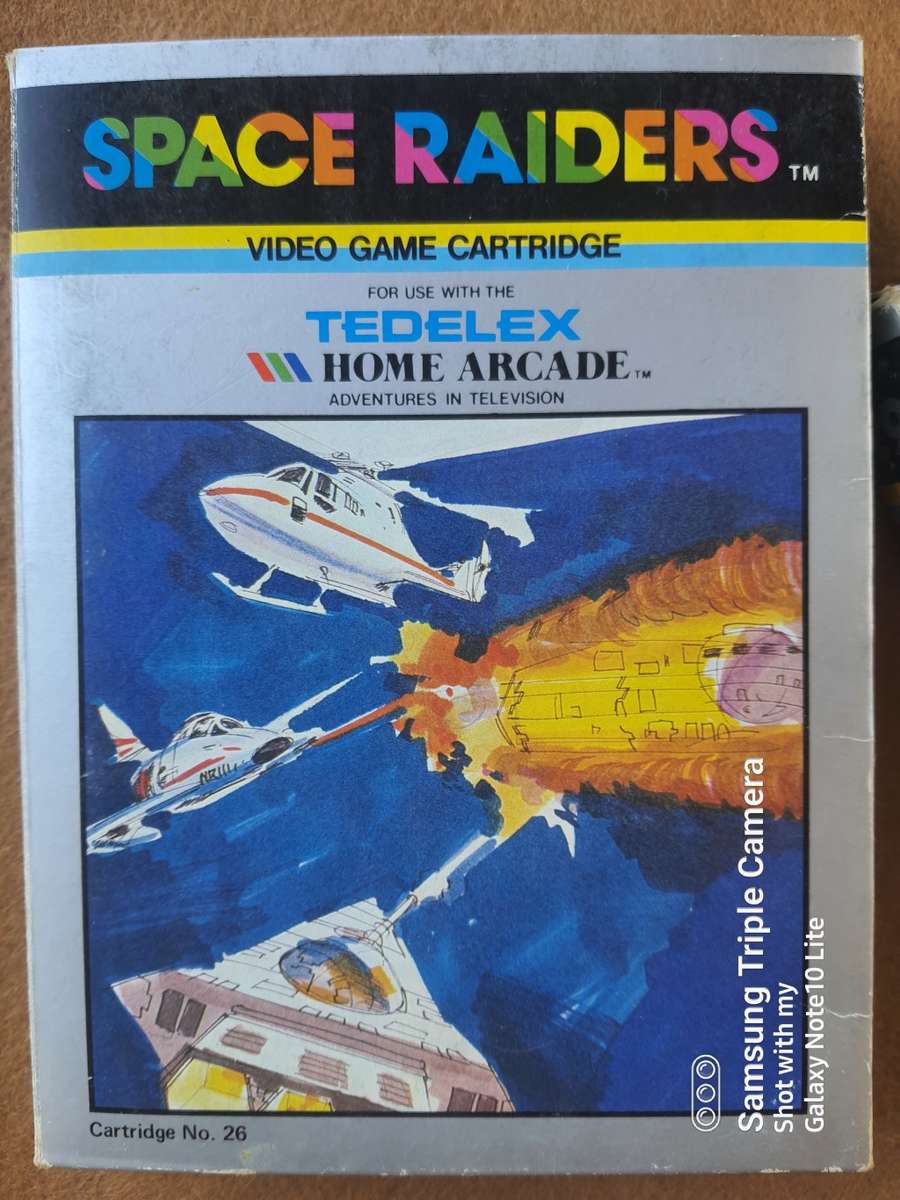 SPACE RAIDERS™
VIDEO GAME CARTRIDGE
FOR USE WITH THE
TEDELEX
HOME ARCADE™
ADVENTURES IN TELEVISION
Cartridge No. 26
Samsung Triple Camera
Shot with my
Galaxy Note10 Lite